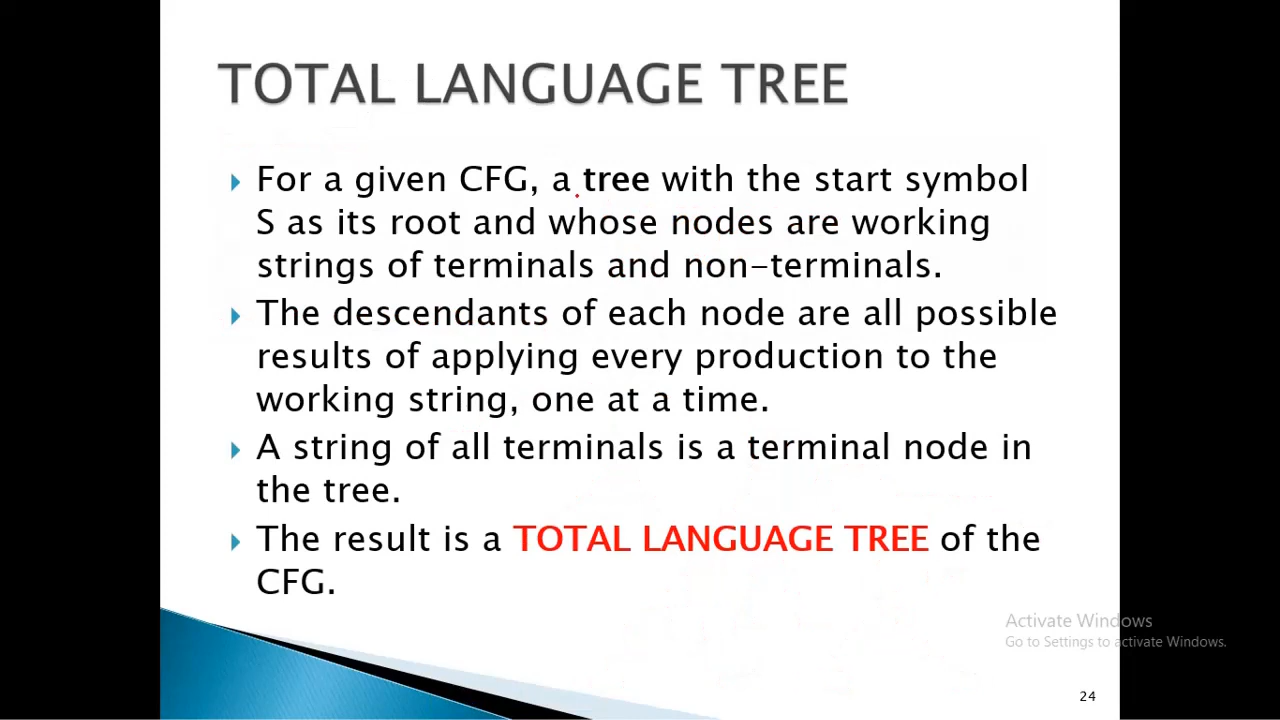 TOTAL LANGUAGE TREE
For a given CFG, a tree with the start symbol
S as its root and whose nodes are working
strings of terminals and non-terminals.
The descendants of each node are all possible
results of applying every production to the
working string, one at a time.
A string of all terminals is a terminal node in
the tree.
The result is a TOTAL LANGUAGE TREE of the
CFG.
Activate Windows
Go to Settings to activate Windows.
24